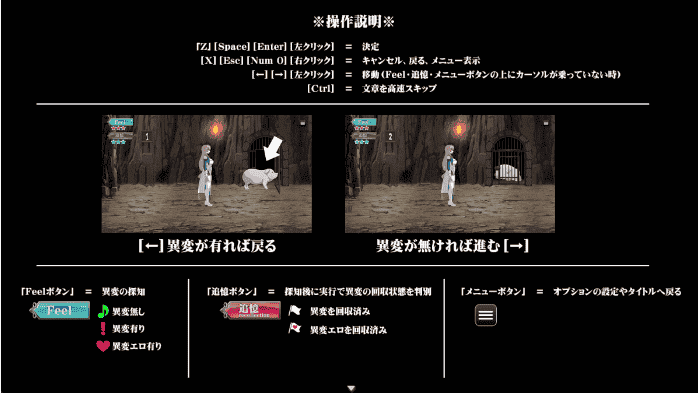 ※操作説明※
『Z』[Space][Enter][左クリック] = 決定
[X][Esc][Num 0][右クリック] = キャンセル、戻る、メニュー表示
[←][→][左クリック] = 移動(Feel・追憶・メニューボタンの上にカーソルが乗っていない時)
[Ctrl] = 文章を高速スキップ
1
2
[←]異変が有れば戻る
異変が無ければ進む[→]
『Feelボタン』 = 異変の探知
Feel
異変無し
異変有り
異変エロ有り
『追憶ボタン』 = 探知後に実行で異変の回収状態を判別
追憶
異変を回収済み
異変エロを回収済み
『メニューボタン』 = オプションの設定やタイトルへ戻る